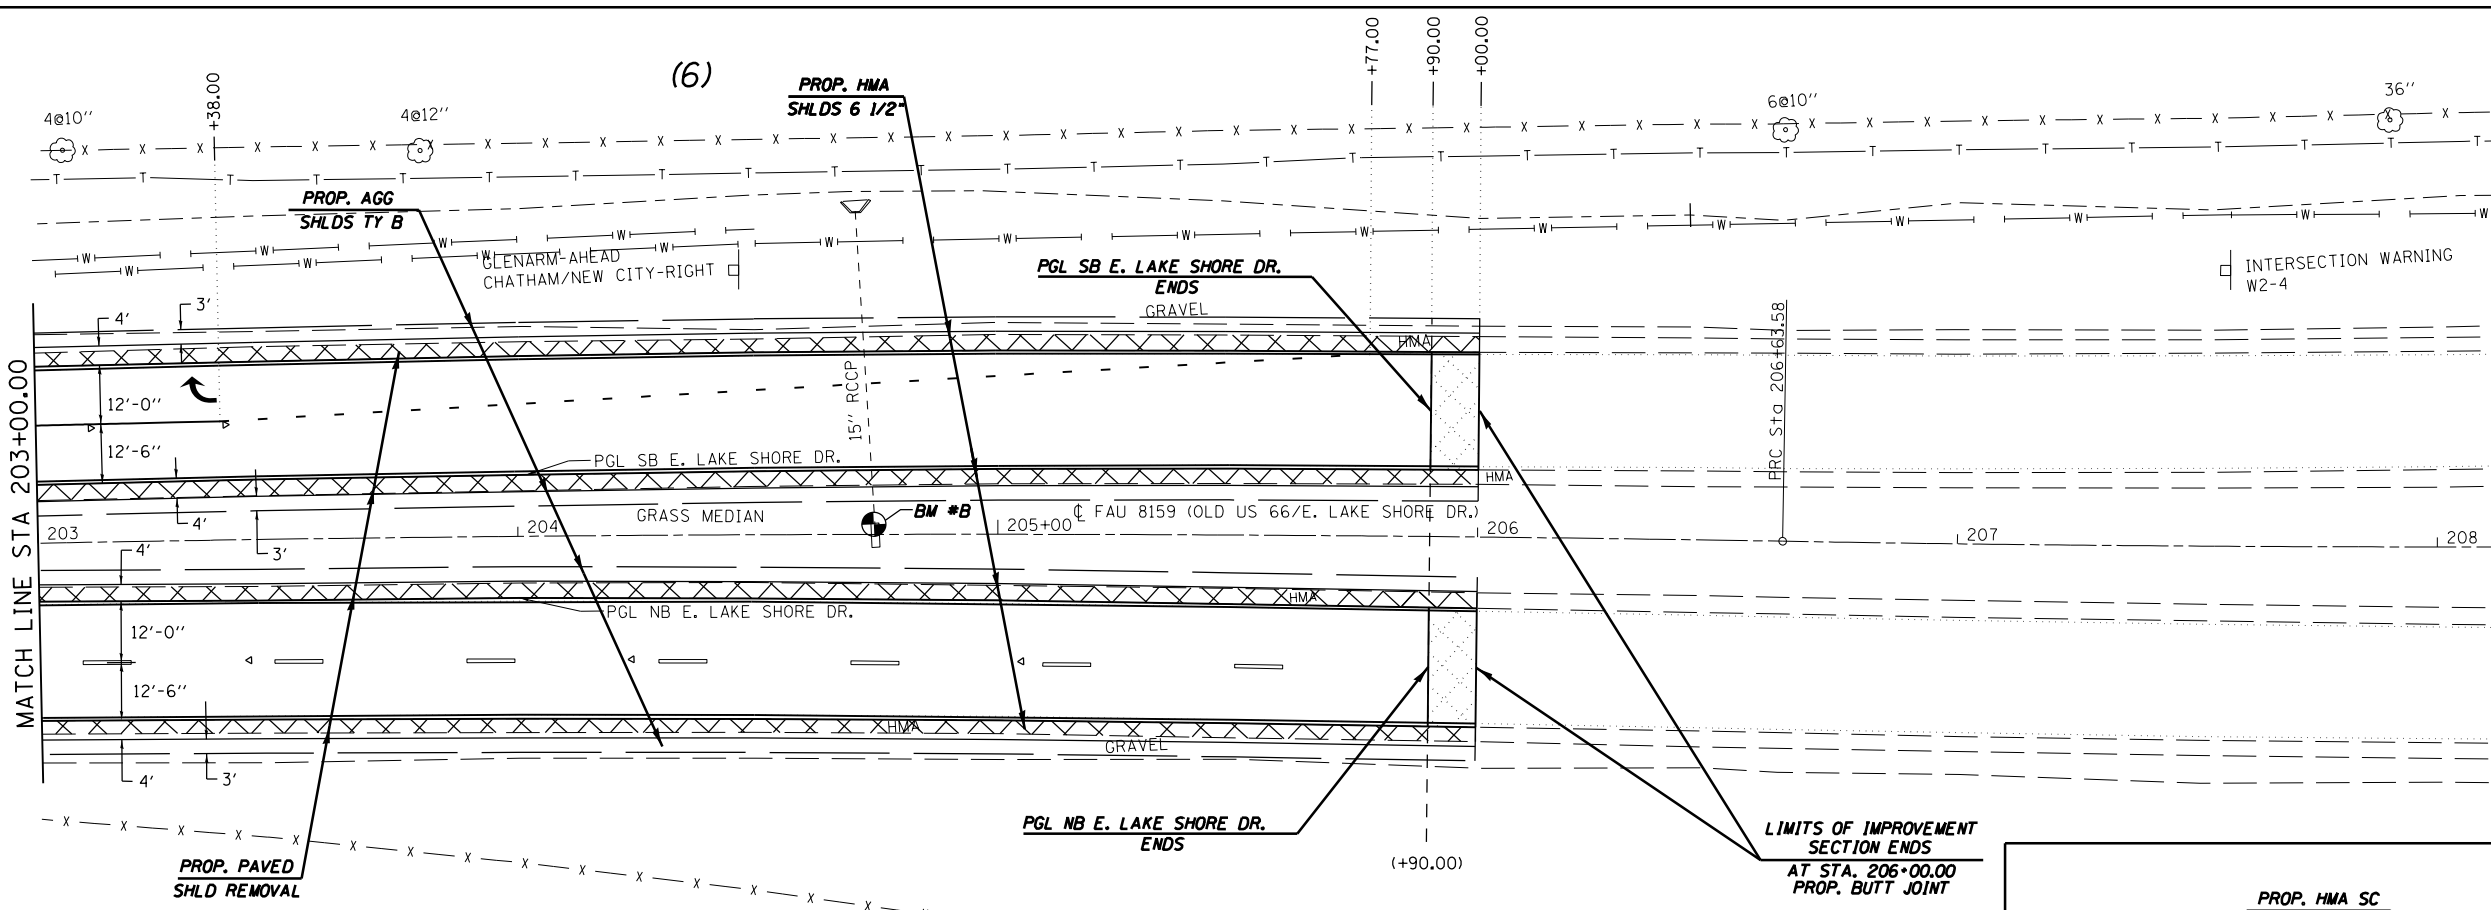 +77.00
+90.00
+00.00
(6)
PROP. HMA
SHLDS 6 1/2"
+38.00
4@10''
4@12''
6@10''
36''
X X X X X X X X X X X X X X X X X X X X X X X X X X X X X X X X X X X X X X X X
T T T T T T T T T T T T T T T T T T T T T T T T T T T T T
PROP. AGG
SHLDS TY B
W W W W W W W W W W W W W W
W W W W
GLENARM-AHEAD
CHATHAM/NEW CITY-RIGHT
PGL SB E. LAKE SHORE DR.
ENDS
INTERSECTION WARNING
W2-4
3'
4'
GRAVEL
HMA
PRC Sta 206+63.58
MATCH LINE STA 203+00.00
12'-0''
12'-6''
15'' RCCP
PGL SB E. LAKE SHORE DR.
HMA
4'
3'
GRASS MEDIAN
BM #B
℄ FAU 8159 (OLD US 66/E. LAKE SHORE DR.)
203
204
205+00
206
207
208
4'
HMA
PGL NB E. LAKE SHORE DR.
12'-0''
12'-6''
HMA
GRAVEL
4'
3'
X X X X X X X X X X X X X X X
PGL NB E. LAKE SHORE DR.
ENDS
(+90.00)
LIMITS OF IMPROVEMENT
SECTION ENDS
AT STA. 206+00.00
PROP. BUTT JOINT
PROP. PAVED
SHLD REMOVAL
PROP. HMA SC